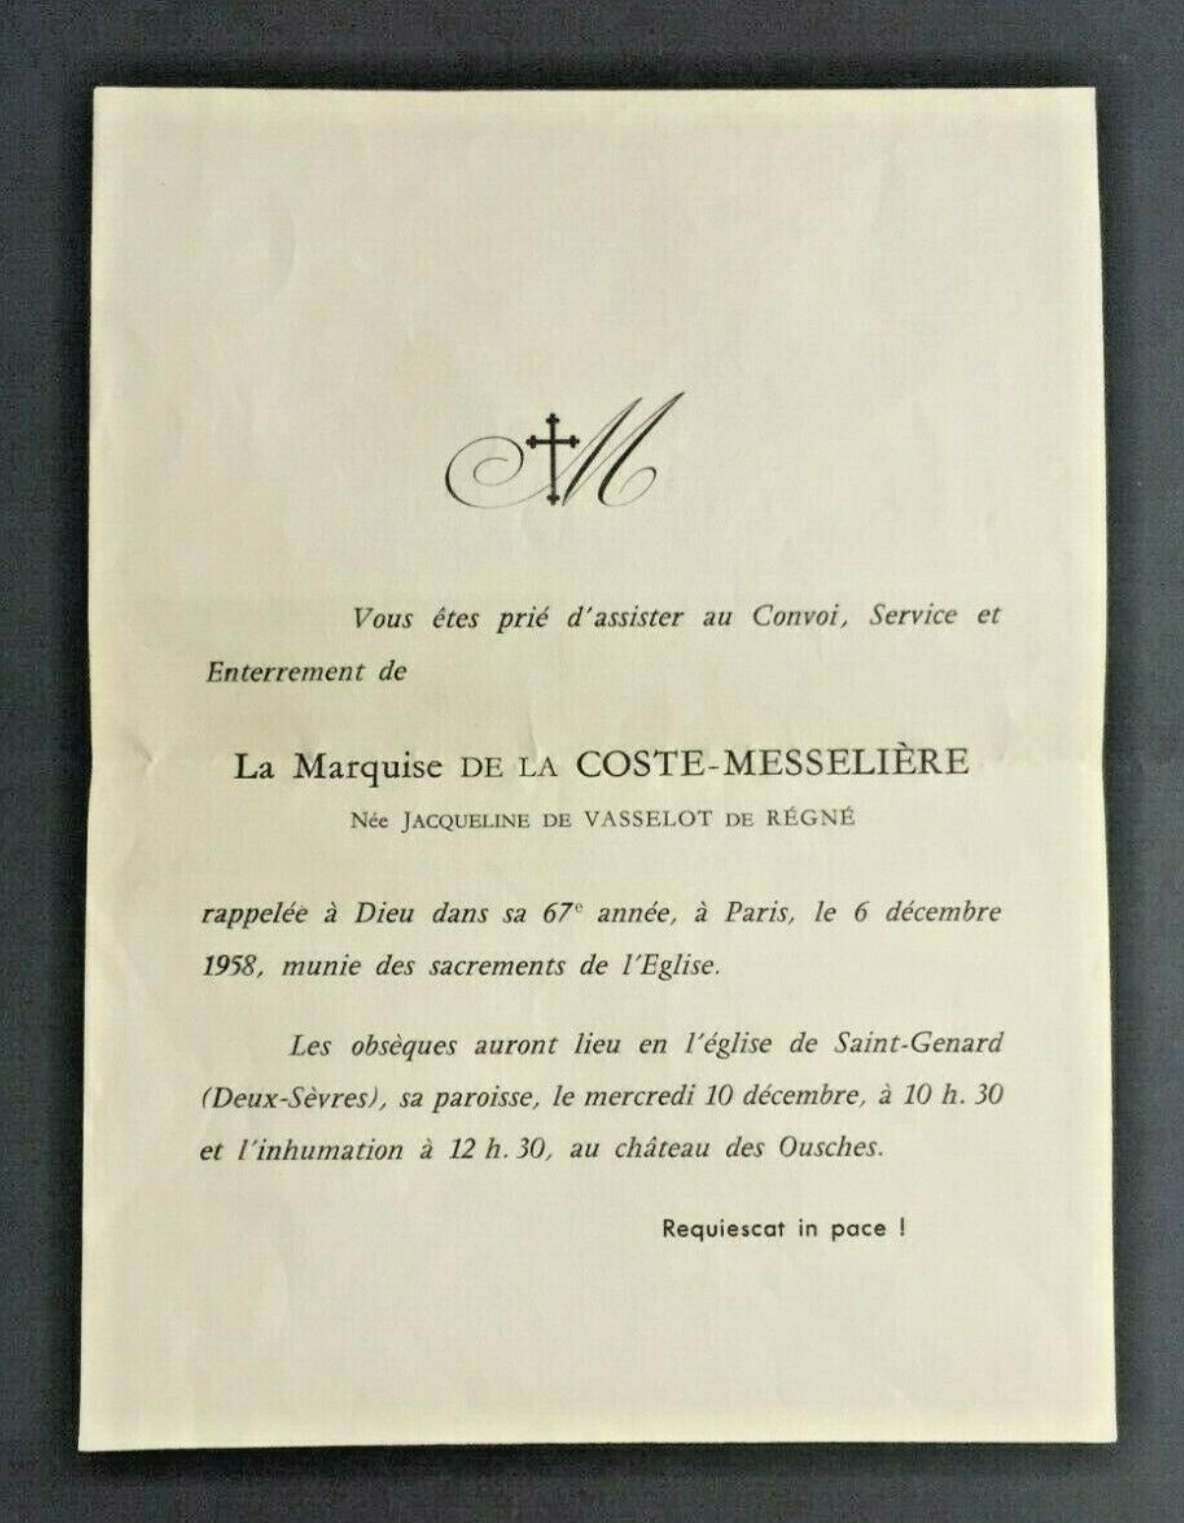 M
Vous êtes prié d'assister au Convoi, Service et
Enterrement de
La Marquise DE LA COSTE-MESSELIÈRE
Née JACQUELINE DE VASSELOT DE RÉGNÉ
rappelée à Dieu dans sa 67e année, à Paris, le 6 décembre
1958, munie des sacrements de l'Eglise.
Les obsèques auront lieu en l'église de Saint-Genard
(Deux-Sèvres), sa paroisse, le mercredi 10 décembre, à 10 h. 30
et l'inhumation à 12 h. 30, au château des Ousches.
Requiescat in pace !